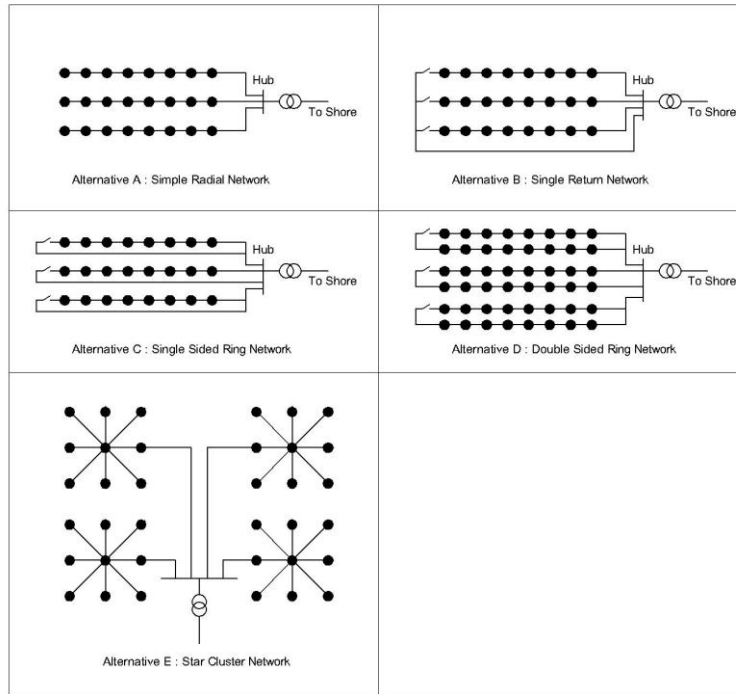 Hub
To Shore
Alternative A : Simple Radial Network
Hub
To Shore
Alternative B : Single Return Network
Hub
To Shore
Alternative C : Single Sided Ring Network
Hub
To Shore
Alternative D : Double Sided Ring Network
Alternative E : Star Cluster Network